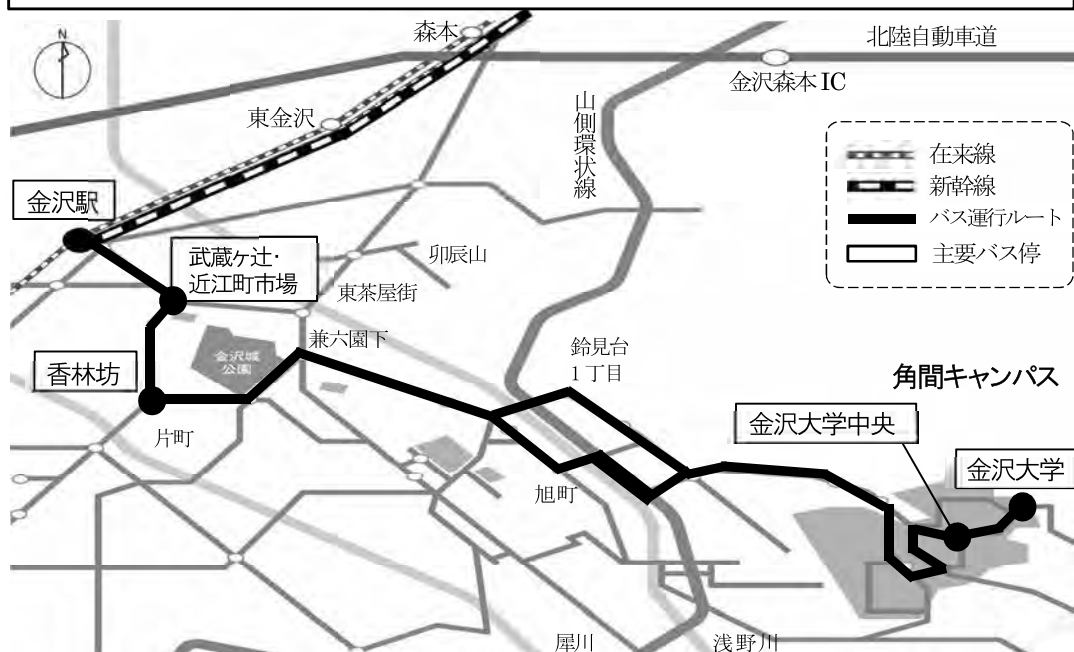 N
森本
北陸自動車道
金沢森本IC
東金沢
山側環状線
在来線
新幹線
バス運行ルート
主要バス停
金沢駅
武蔵ヶ辻・
近江町市場
卯辰山
東茶屋街
兼六園下
金沢城
公園
香林坊
鈴見台
1丁目
角間キャンパス
片町
金沢大学中央
金沢大学
旭町
犀川
浅野川